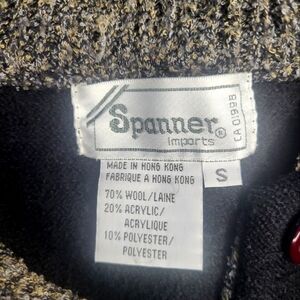 Spanner®
imports
CA 01998
MADE IN HONG KONG
FABRIQUE A HONG KONG
S
70% WOOL/LAINE
20% ACRYLIC/
ACRYLIQUE
10% POLYESTER/
POLYESTER